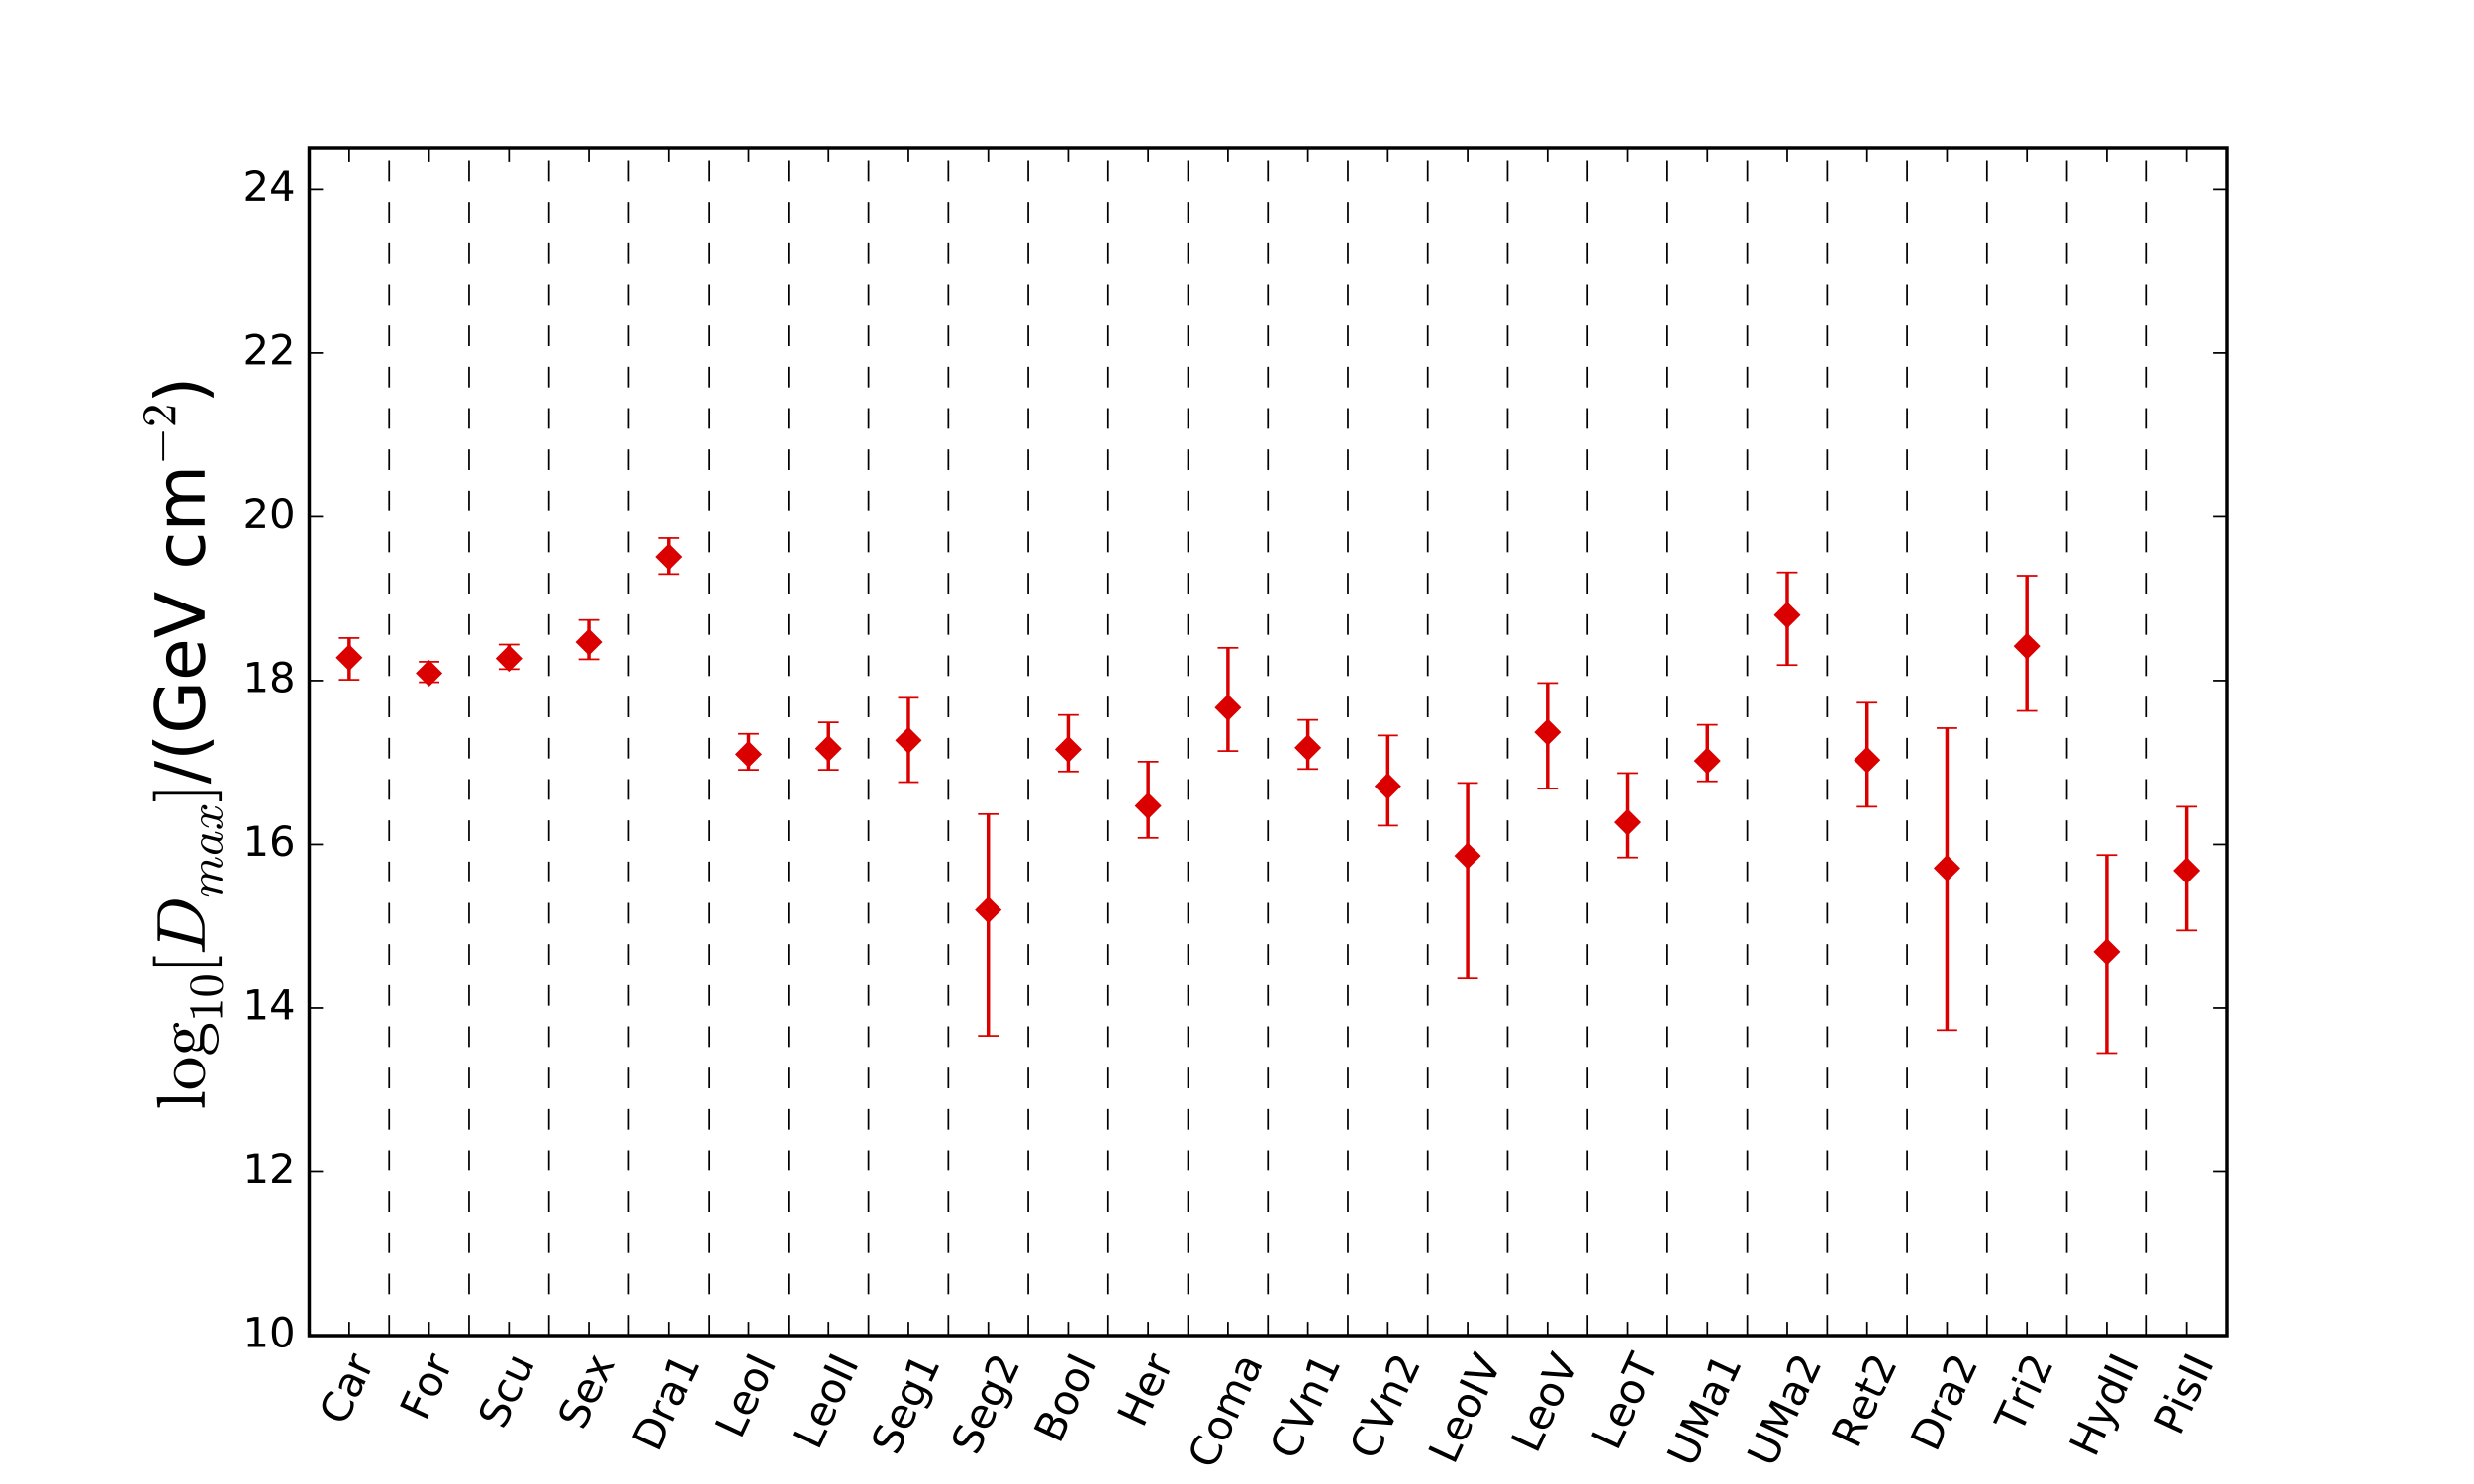 log10[Dmax]/(GeV cm−2)
24
22
20
18
16
14
12
10
Car
For
Scu
Sex
Dra1
LeoI
LeoII
Seg1
Seg2
BooI
Her
Coma
CVn1
CVn2
LeoIV
LeoV
LeoT
UMa1
UMa2
Ret2
Dra2
Tri2
HydII
PisII